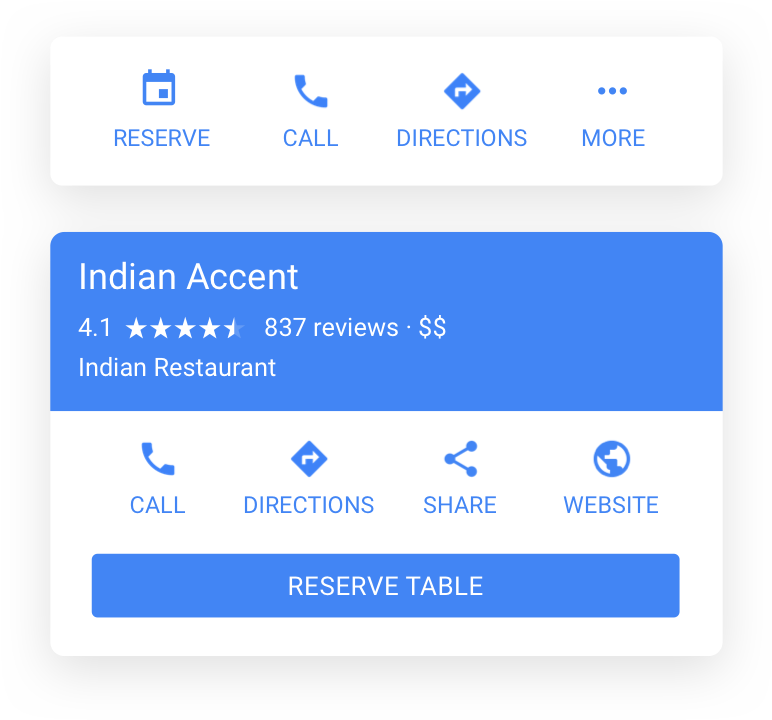 RESERVE CALL DIRECTIONS MORE
Indian Accent
4.1 ★★★★★ 837 reviews · $$
Indian Restaurant
CALL DIRECTIONS SHARE WEBSITE
RESERVE TABLE